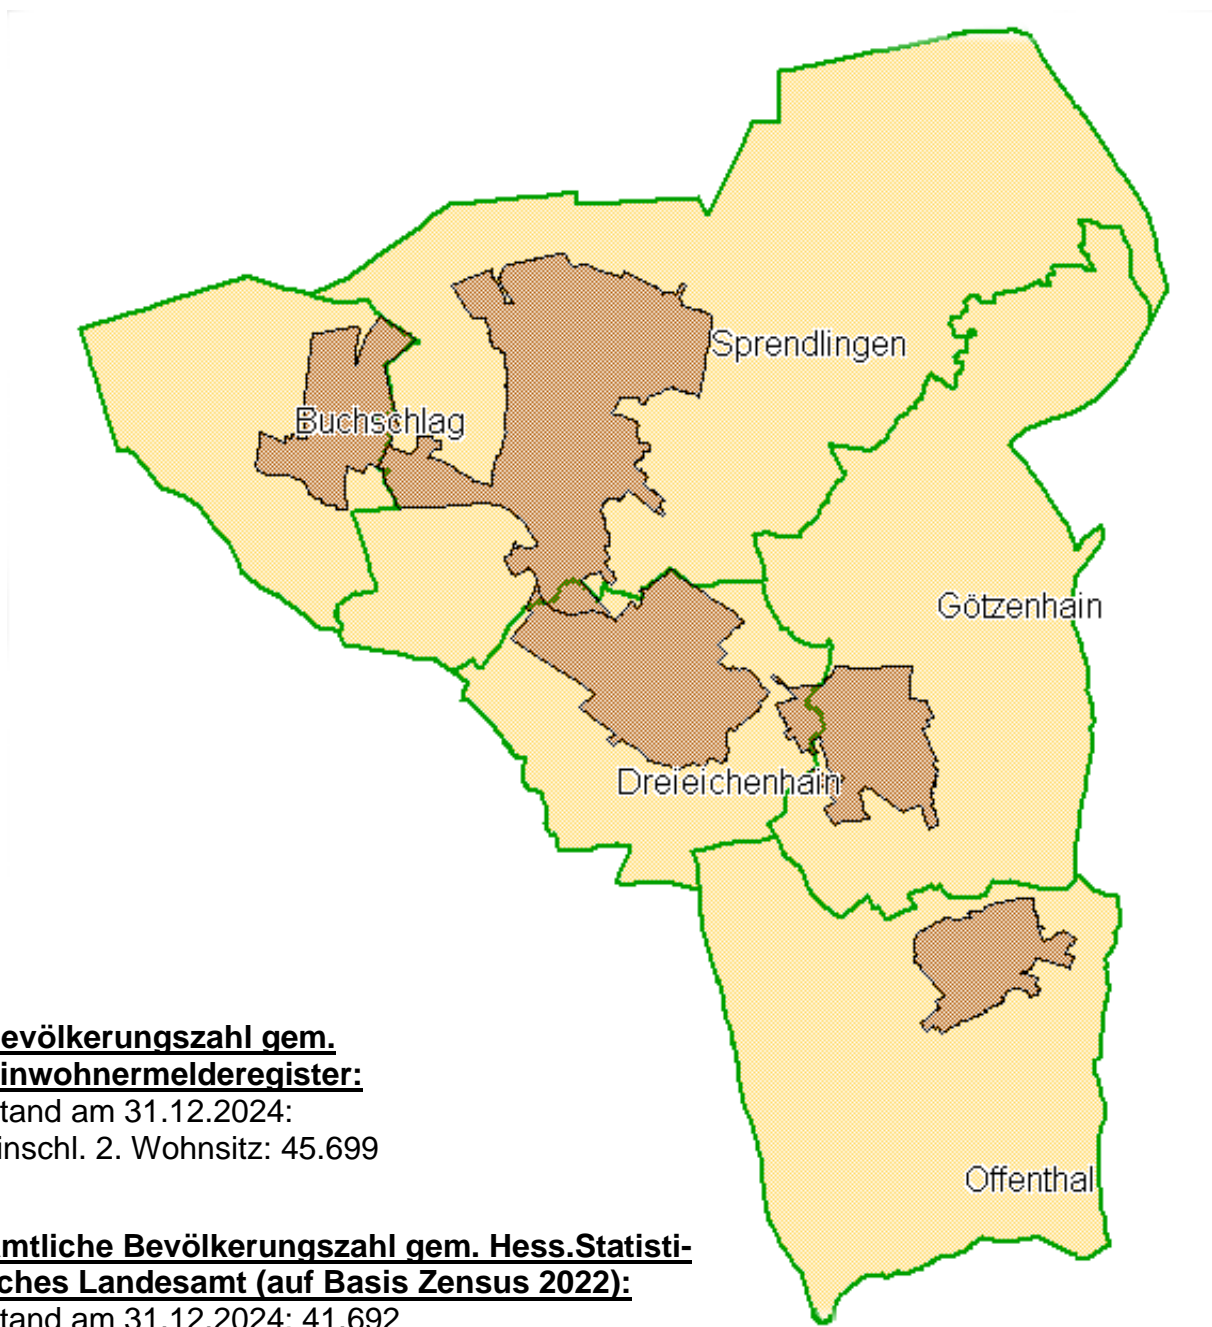 Sprendlingen
Buchschlag
Götzenhain
Dreieichenhain
evölkerungszahl gem.
inwohnermelderegister:
tand am 31.12.2024:
inschl. 2. Wohnsitz: 45.699
Offenthal
mtliche Bevölkerungszahl gem. Hess.Statisti-
ches Landesamt (auf Basis Zensus 2022):
tand am 31.12.2024: 41.692